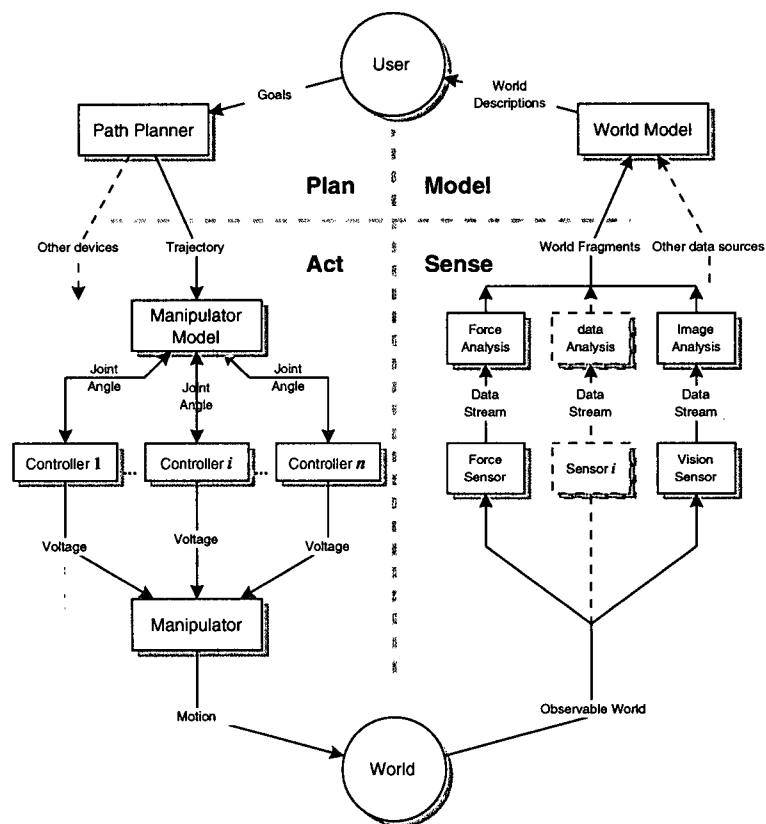 User
Goals
World
Descriptions
Path Planner
World Model
Plan
Model
Other devices
Trajectory
World Fragments
Other data sources
Act
Sense
Manipulator
Model
Force
Analysis
data
Analysis
Image
Analysis
Joint
Angle
Joint
Angle
Joint
Angle
Data
Stream
Data
Stream
Data
Stream
Controller 1
...
Controller i
...
Controller n
Force
Sensor
Sensor i
Vision
Sensor
Voltage
Voltage
Voltage
Manipulator
Motion
Observable World
World